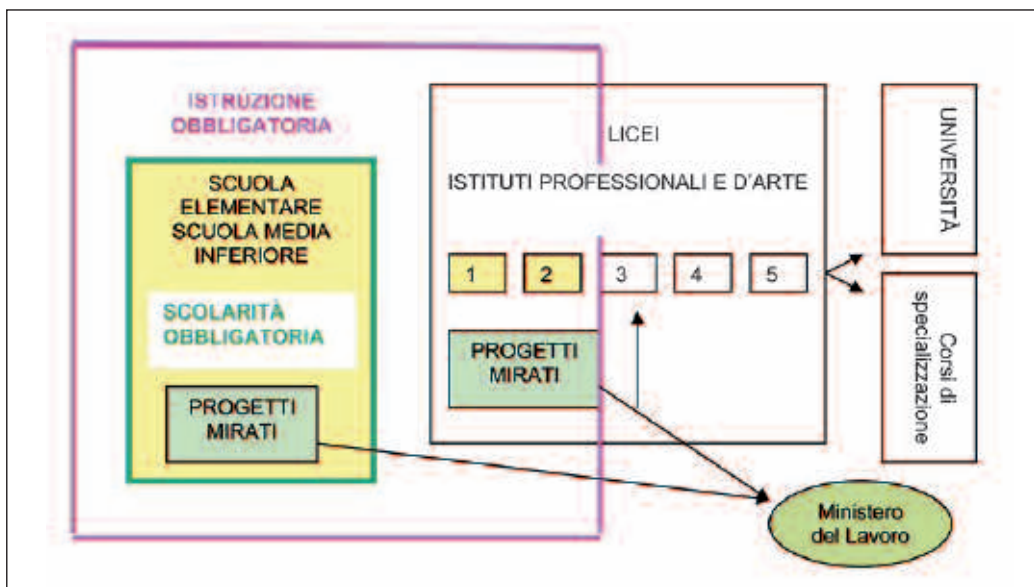 ISTRUZIONE
OBBLIGATORIA
SCUOLA
ELEMENTARE
SCUOLA MEDIA
INFERIORE
SCOLARITÀ
OBBLIGATORIA
PROGETTI
MIRATI
LICEI
ISTITUTI PROFESSIONALI E D'ARTE
1
2
3
4
5
PROGETTI
MIRATI
UNIVERSITÀ
Corsi di
specializzazione
Ministero
del Lavoro